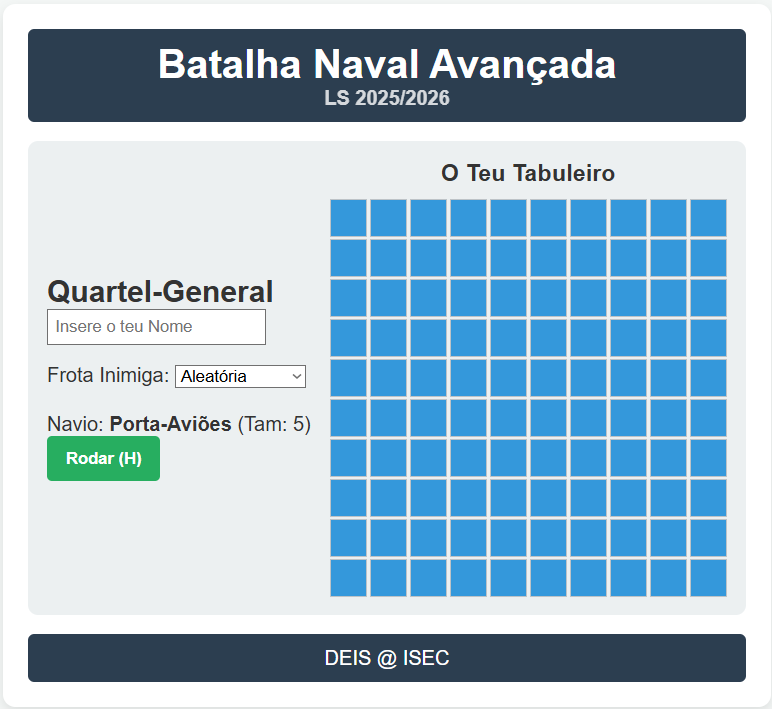 Batalha Naval Avançada
LS 2025/2026
O Teu Tabuleiro
Quartel-General
Insere o teu Nome
Frota Inimiga: Aleatória
Navio: Porta-Aviões (Tam: 5)
Rodar (H)
DEIS @ ISEC